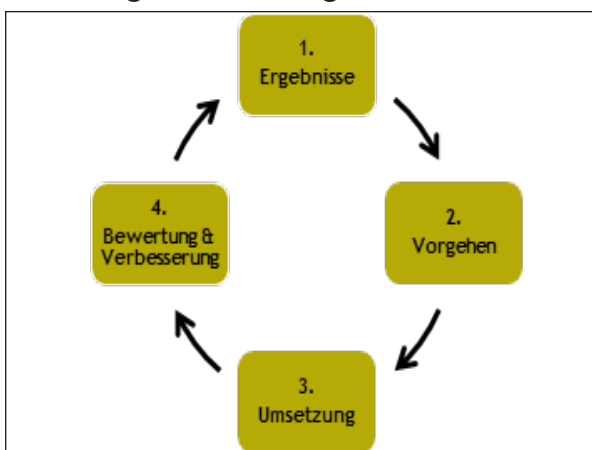 1.
Ergebnisse
2.
Vorgehen
3.
Umsetzung
4.
Bewertung &
Verbesserung